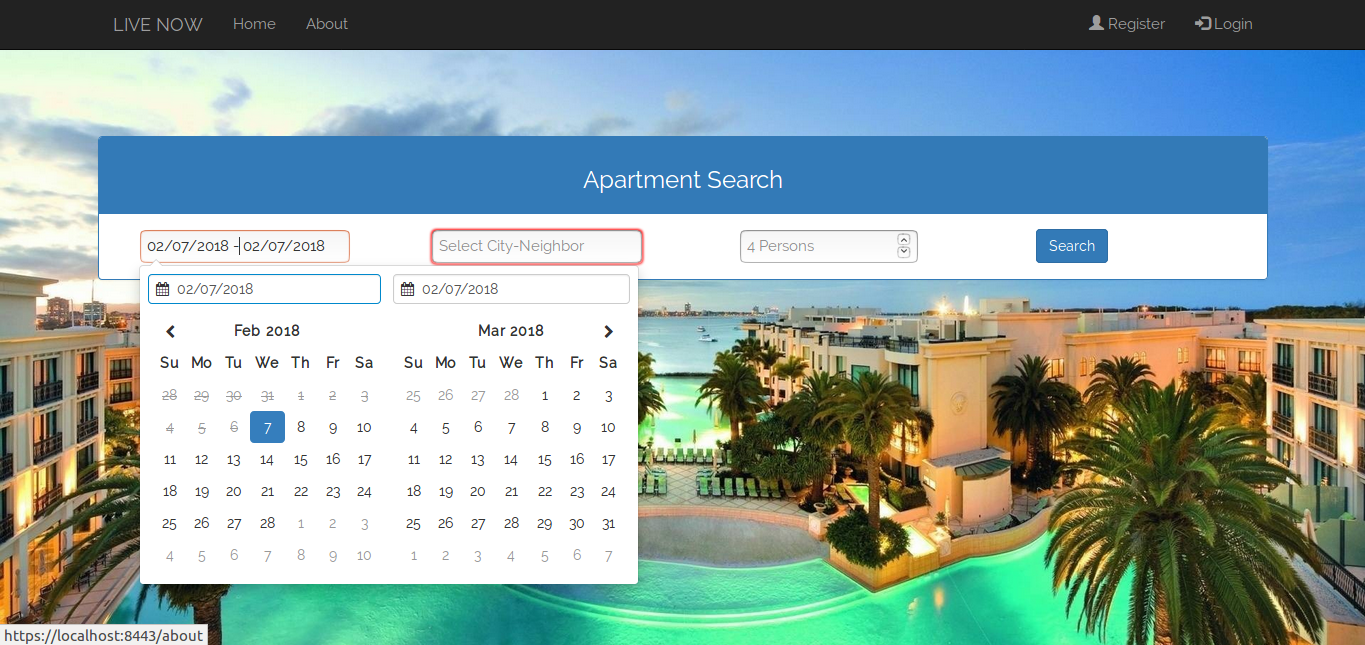 LIVE NOW Home About Register Login
Apartment Search
02/07/2018 - 02/07/2018 Select City-Neighbor 4 Persons Search
02/07/2018 02/07/2018
Feb 2018 Mar 2018
Su Mo Tu We Th Fr Sa Su Mo Tu We Th Fr Sa
28 29 30 31 1 2 3 25 26 27 28 1 2 3
4 5 6 7 8 9 10 4 5 6 7 8 9 10
11 12 13 14 15 16 17 11 12 13 14 15 16 17
18 19 20 21 22 23 24 18 19 20 21 22 23 24
25 26 27 28 1 2 3 25 26 27 28 29 30 31
4 5 6 7 8 9 10 1 2 3 4 5 6 7
https://localhost:8443/about